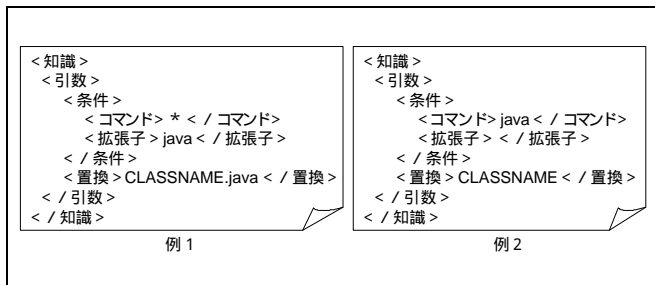 <知識>
<引数>
<条件>
<コマンド> * < / コマンド>
<拡張子> java < / 拡張子>
< / 条件>
<置換> CLASSNAME.java < / 置換>
< / 引数>
< / 知識>
例 1
<知識>
<引数>
<条件>
<コマンド> java < / コマンド>
<拡張子> < / 拡張子>
< / 条件>
<置換> CLASSNAME < / 置換>
< / 引数>
< / 知識>
例 2